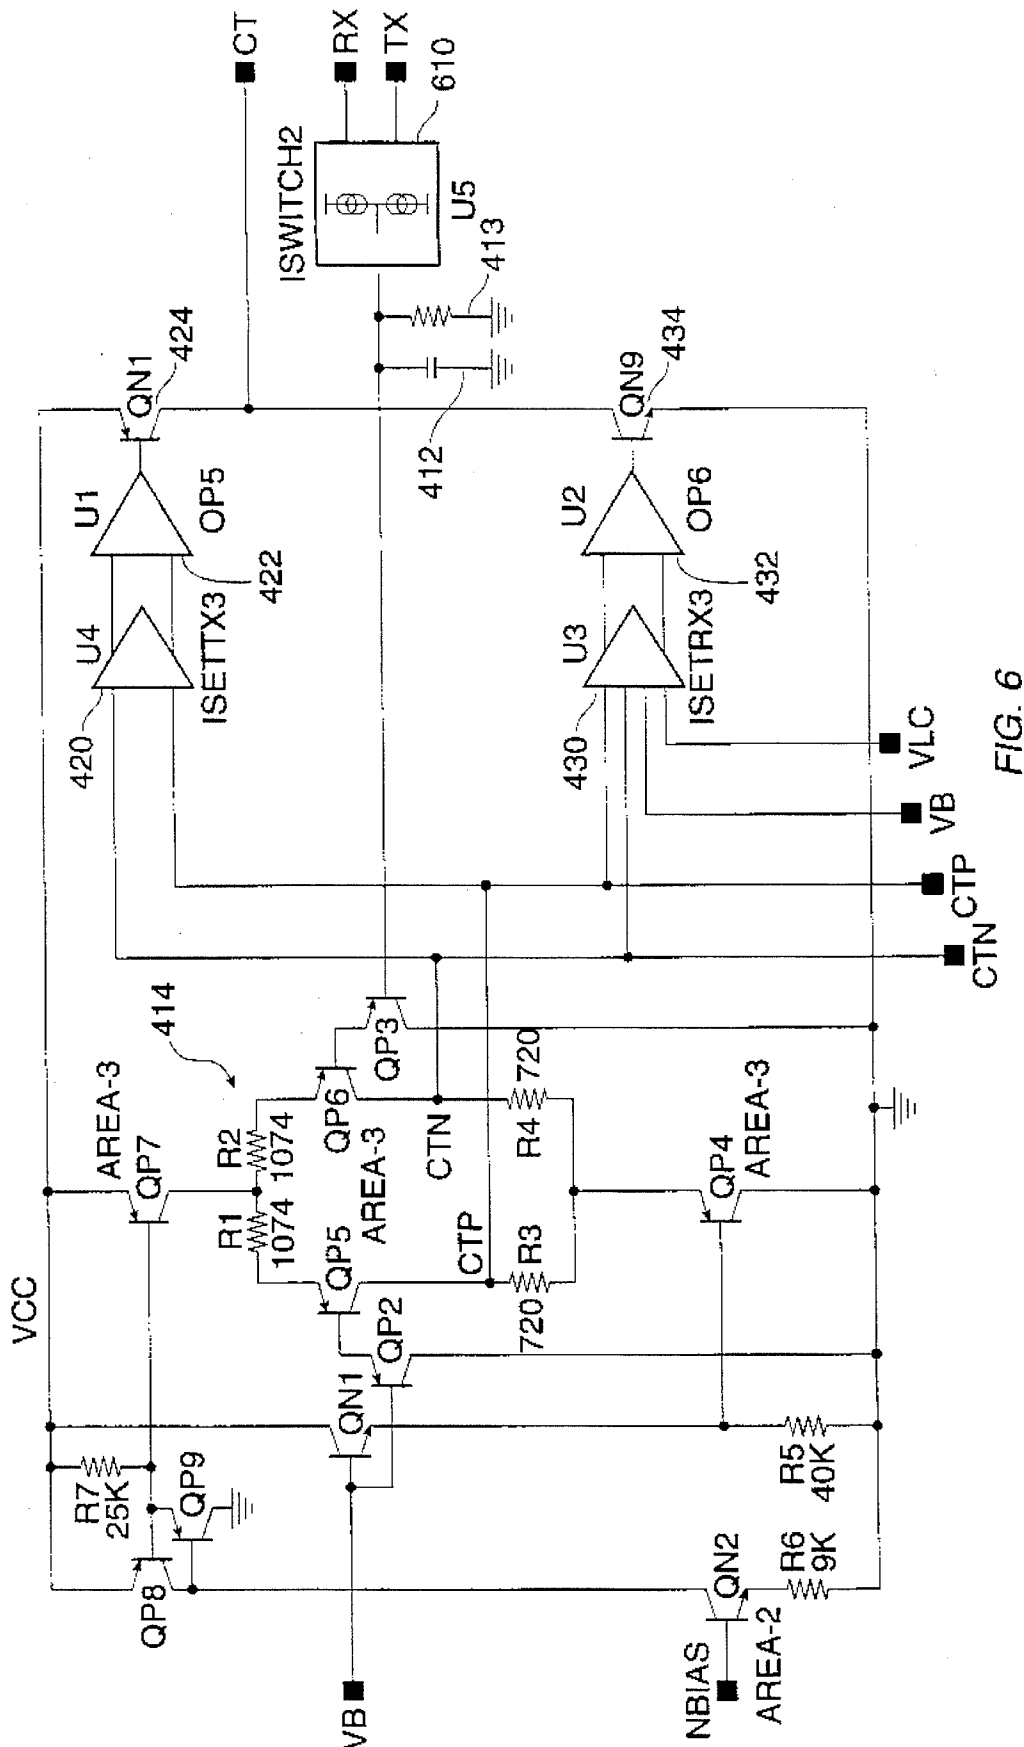 VCC
QP8
R7
25K
QP9
AREA-3
QP7
414
R1
1074
R2
1074
QP5
QP6
AREA-3
QP2
QP3
QN1
VB
CTP
CTN
R3
720
R4
720
QP4
AREA-3
R5
40K
QN2
R6
9K
NBIAS
AREA-2
420
U4
ISETTX3
U1
OP5
422
QN1
424
CT
430
U3
ISETRX3
U2
OP6
432
QN9
434
412
413
ISWITCH2
U5
RX
TX
610
CTN
CTP
VB
VLC
FIG. 6